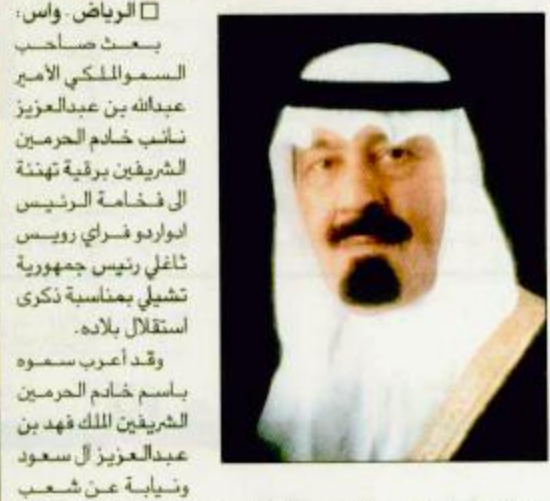 □ الرياض. واس:
بعث صاحب
السمو الملكي الأمير
عبدالله بن عبدالعزيز
نائب خادم الحرمين
الشريفين برقية تهنئة
الى فخامة الرئيس
ادواردو فراي رويس
ثاغلي رئيس جمهورية
تشيلي بمناسبة ذكرى
استقلال بلاده.
وقد أعرب سموه
باسم خادم الحرمين
الشريفين الملك فهد بن
عبدالعزيز آل سعود
ونيابة عن شعب